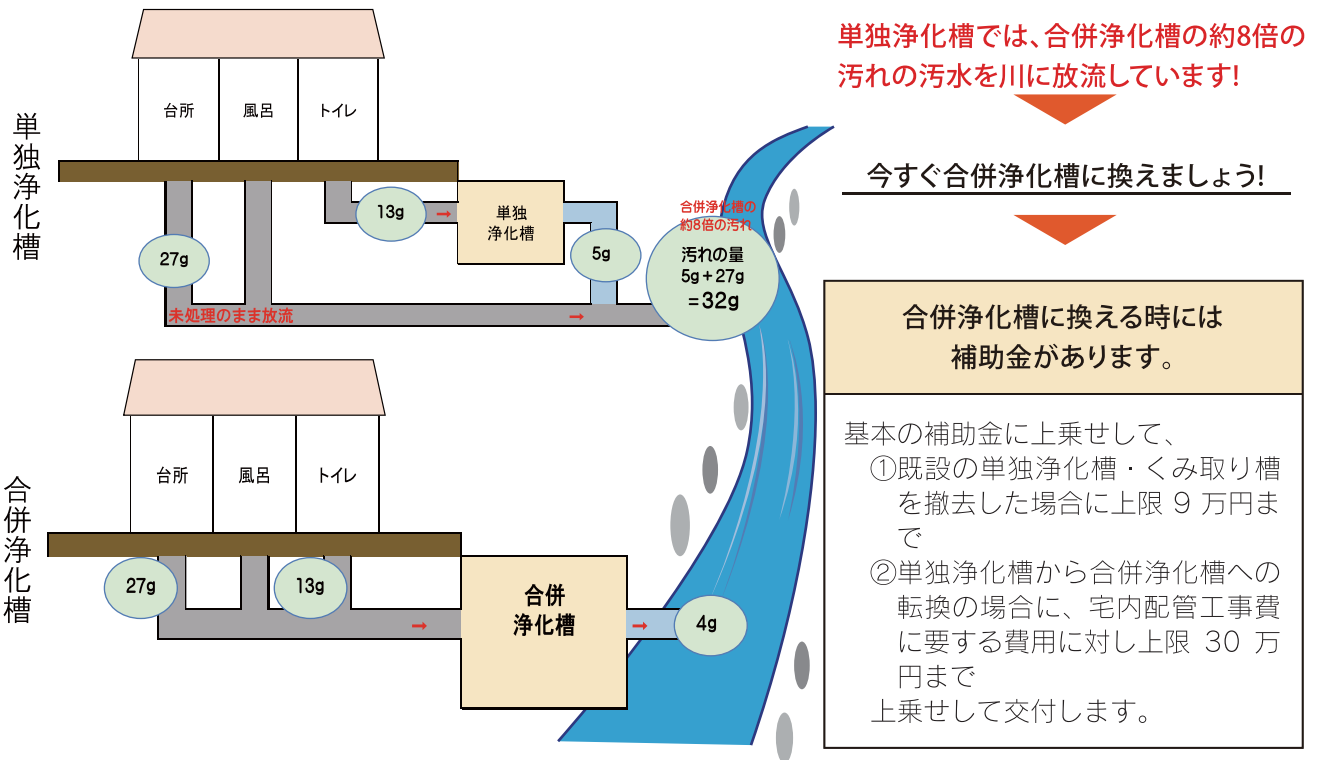 単独浄化槽
台所
風呂
トイレ
13g
単独
浄化槽
27g
5g
合併浄化槽の
約8倍の汚れ
汚れの量
5g+27g
=32g
未処理のまま放流
→
→
合併浄化槽
台所
風呂
トイレ
27g
13g
合併
浄化槽
4g
→
→
単独浄化槽では、合併浄化槽の約8倍の
汚れの汚水を川に放流しています!
今すぐ合併浄化槽に換えましょう!
合併浄化槽に換える時には
補助金があります。
基本の補助金に上乗せして、
①既設の単独浄化槽・くみ取り槽
を撤去した場合に上限 9 万円ま
で
②単独浄化槽から合併浄化槽への
転換の場合に、宅内配管工事費
に要する費用に対し上限 30 万
円まで
上乗せして交付します。